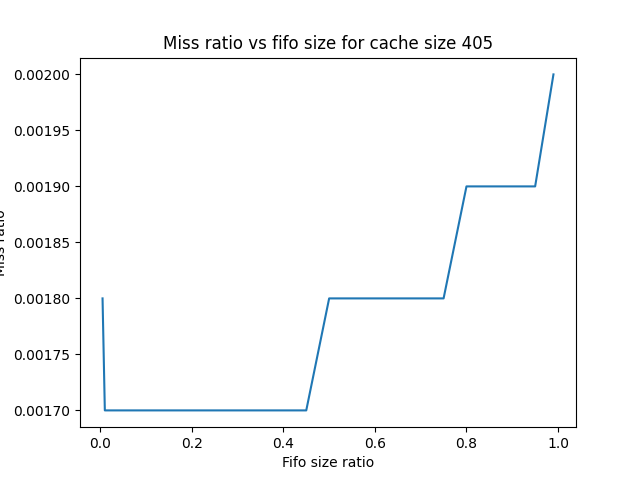 Miss ratio vs fifo size for cache size 405
0.00200
0.00195
0.00190
0.00185
0.00180
0.00175
0.00170
Miss ratio
0.0 0.2 0.4 0.6 0.8 1.0
Fifo size ratio